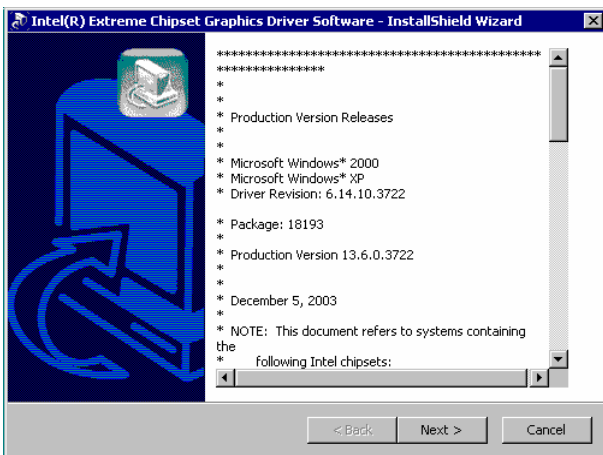 Intel(R) Extreme Chipset Graphics Driver Software - InstallShield Wizard
*********************************************
***************
*
*
* Production Version Releases
*
*
* Microsoft Windows* 2000
* Microsoft Windows* XP
* Driver Revision: 6.14.10.3722
*
* Package: 18193
*
* Production Version 13.6.0.3722
*
*
* December 5, 2003
*
* NOTE: This document refers to systems containing
the
* following Intel chipsets:
< Back
Next >
Cancel